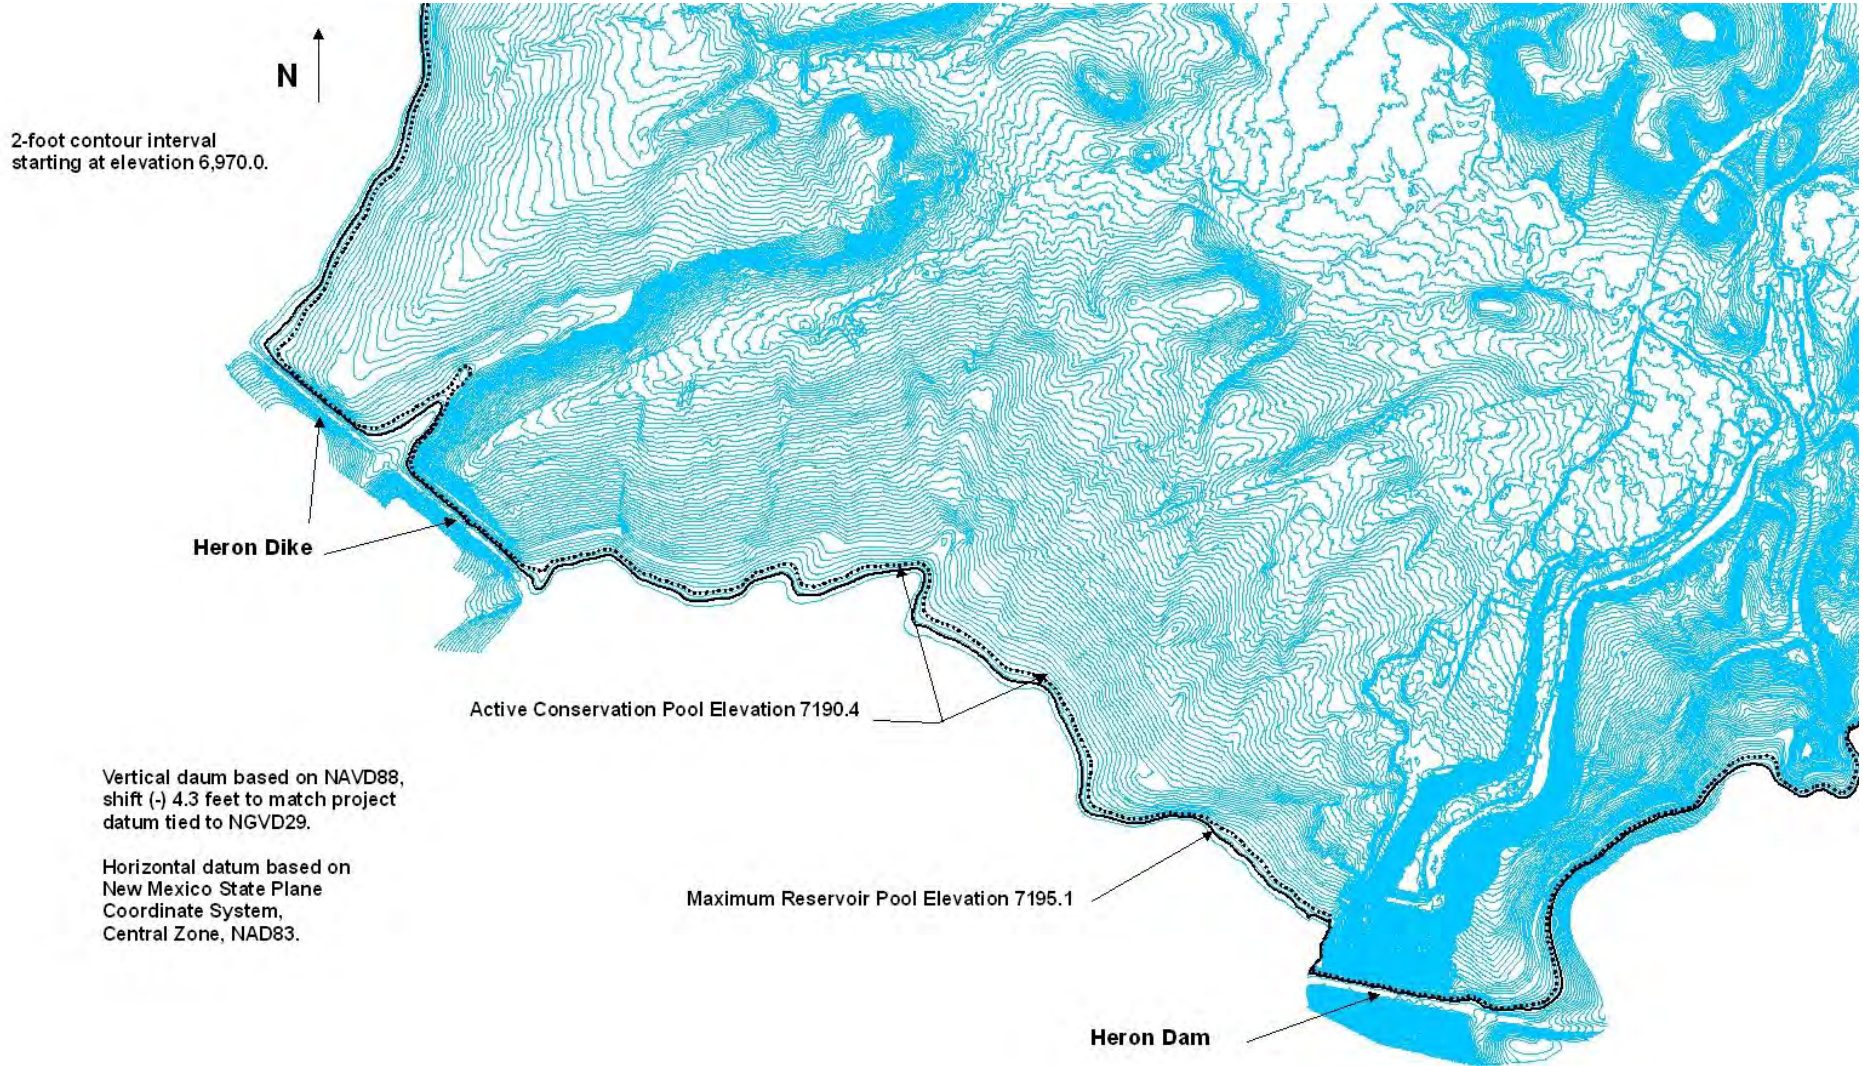 N
2-foot contour interval
starting at elevation 6,970.0.
Heron Dike
Active Conservation Pool Elevation 7190.4
Vertical daum based on NAVD88,
shift (-) 4.3 feet to match project
datum tied to NGVD29.
Horizontal datum based on
New Mexico State Plane
Coordinate System,
Central Zone, NAD83.
Maximum Reservoir Pool Elevation 7195.1
Heron Dam